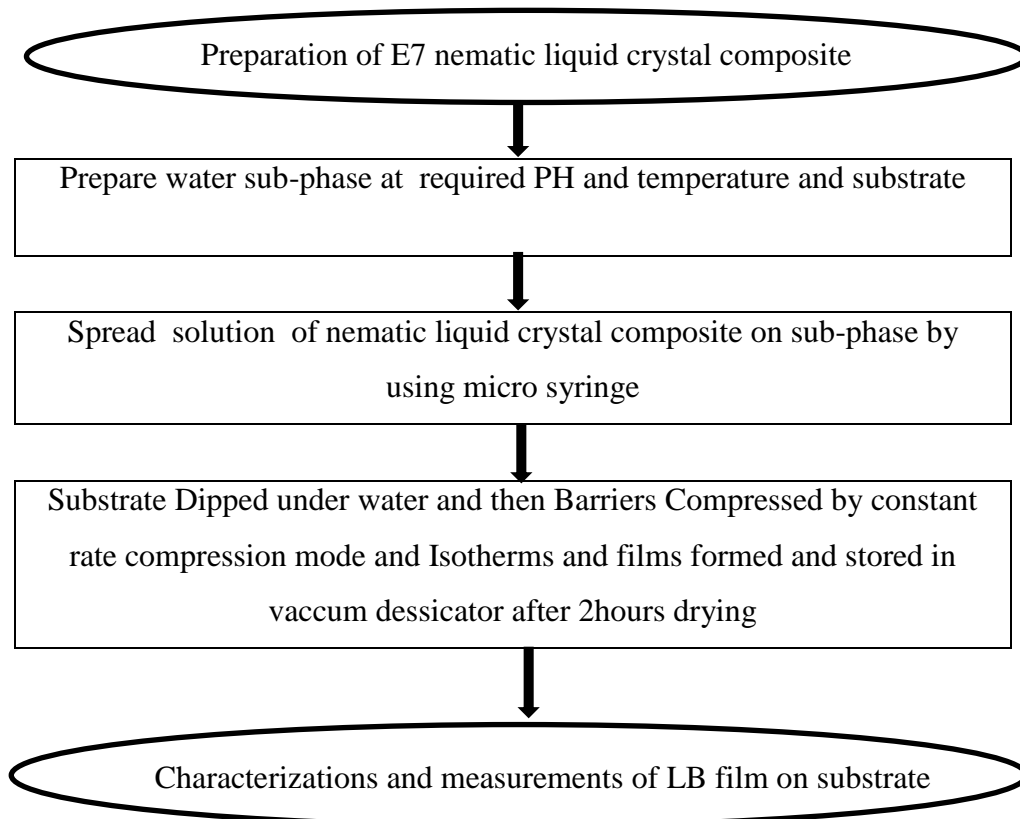 Preparation of E7 nematic liquid crystal composite
Prepare water sub-phase at required PH and temperature and substrate
Spread solution of nematic liquid crystal composite on sub-phase by
using micro syringe
Substrate Dipped under water and then Barriers Compressed by constant
rate compression mode and Isotherms and films formed and stored in
vaccum dessicator after 2hours drying
Characterizations and measurements of LB film on substrate